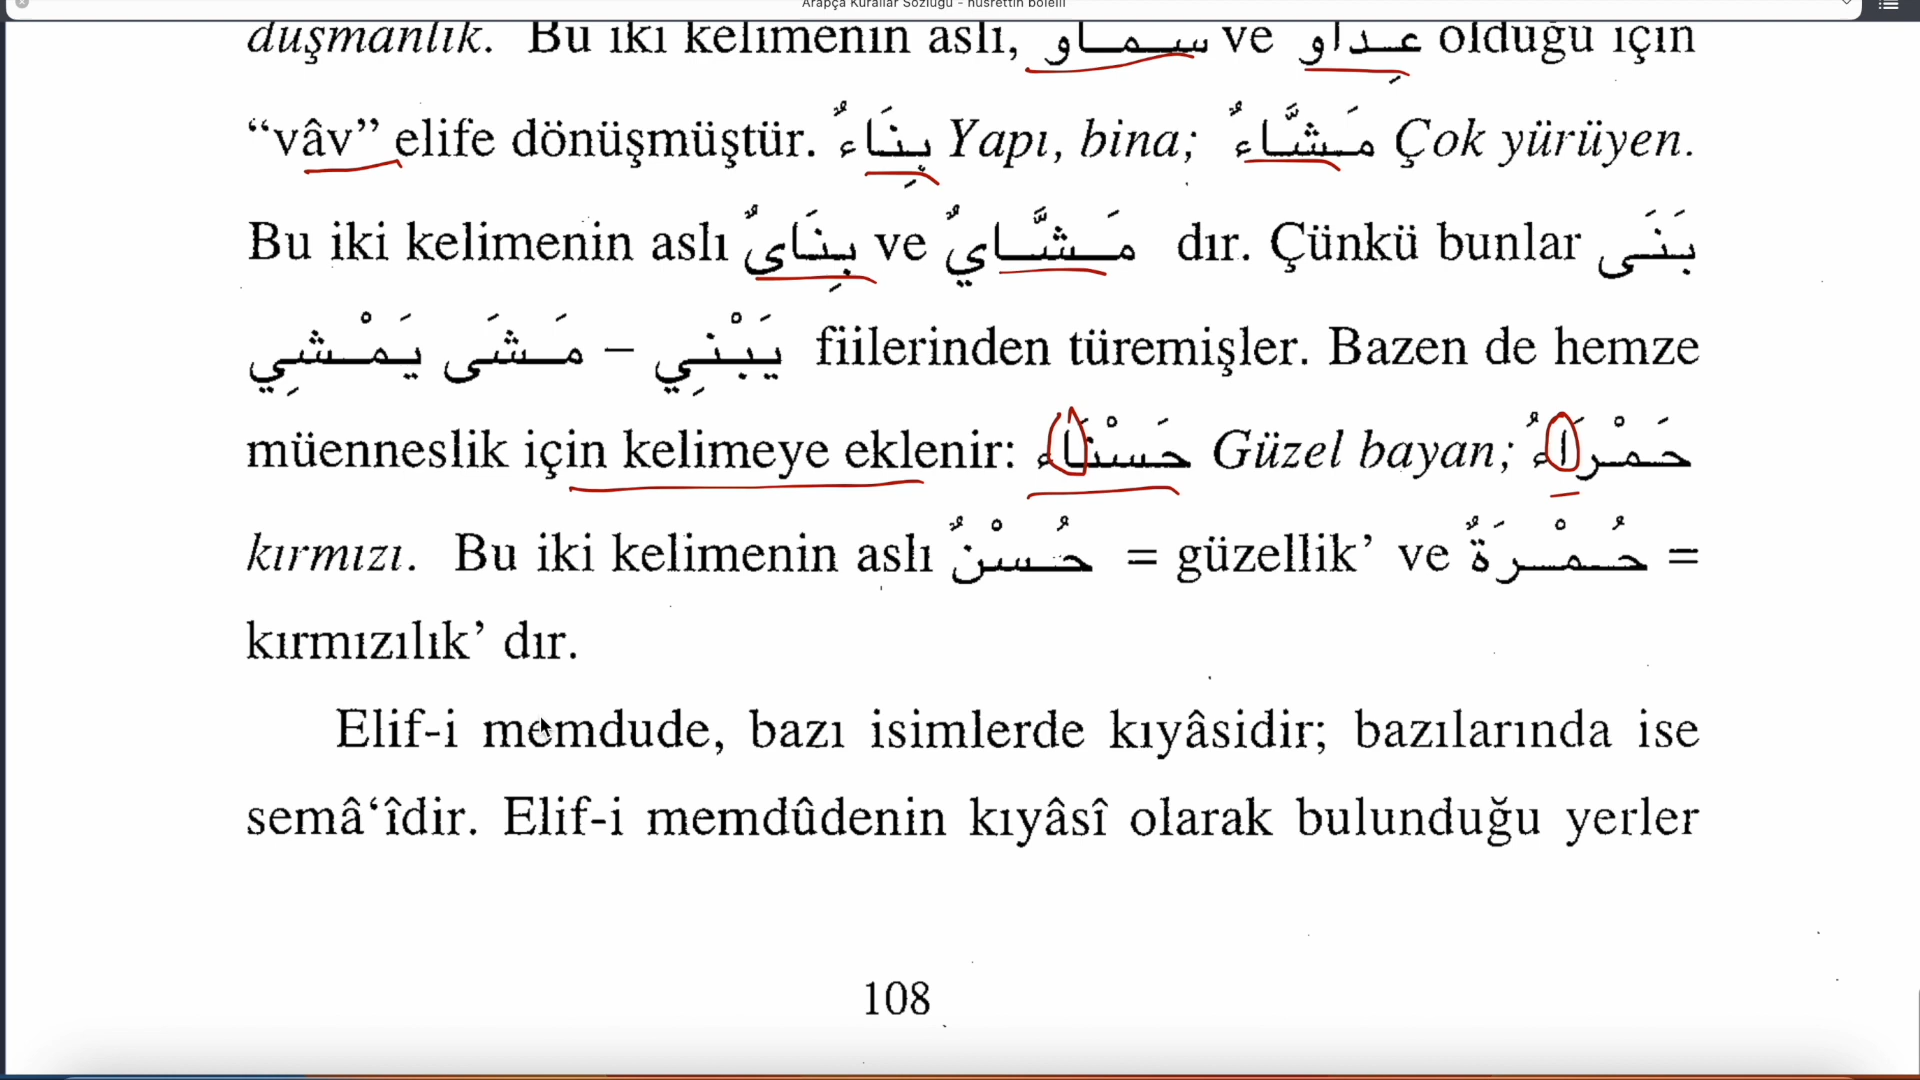 Arapça Kurallar Sözlüğü - nusrettin bolelli
düşmanlık. Bu iki kelimenin aslı, سماو ve عِداو olduğu için
“vâv” elife dönüşmüştür. بِنَاءٌ Yapı, bina; مَشَّاءٌ Çok yürüyen.
Bu iki kelimenin aslı بِنَاىٌ ve مَشَّايٌ dır. Çünkü bunlar بَنَى
يَبْنِي – مَشَى يَمْشِي fiilerinden türemişler. Bazen de hemze
müenneslik için kelimeye eklenir: حَسْنَاء Güzel bayan; حَمْرَاءُ
kırmızı. Bu iki kelimenin aslı حُسْنٌ = güzellik’ ve حُمْرَةٌ =
kırmızılık’ dır.
Elif-i memdude, bazı isimlerde kıyâsidir; bazılarında ise
semâ‘îdir. Elif-i memdûdenin kıyâsî olarak bulunduğu yerler
108